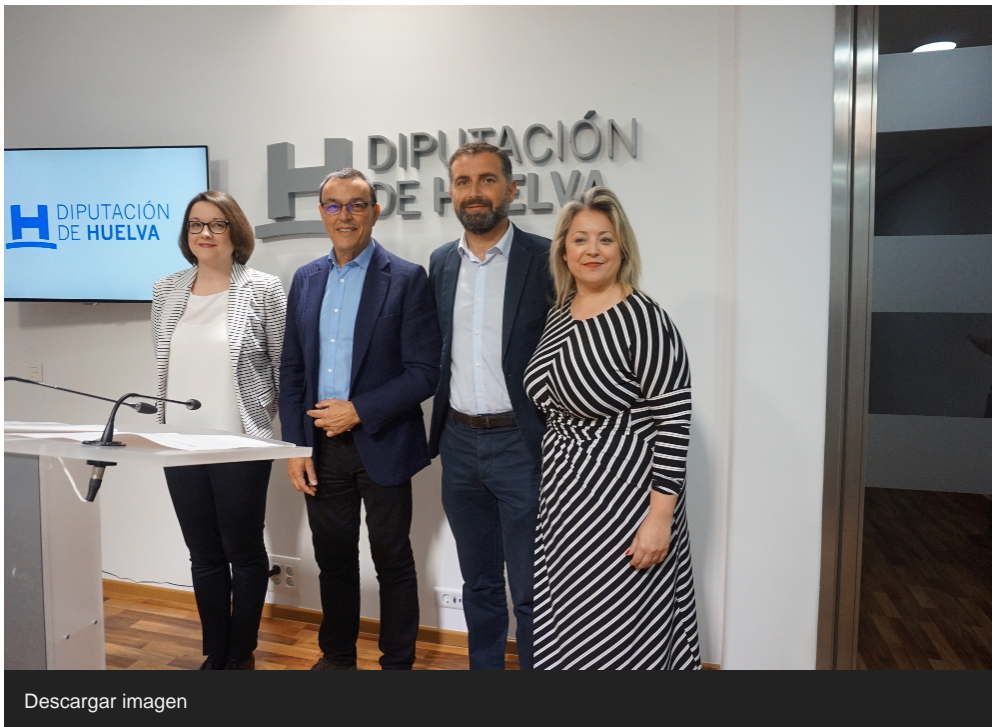 DIPUTACIÓN
DE HUELVA
DIPUTACIÓN
DE HUELVA
Descargar imagen